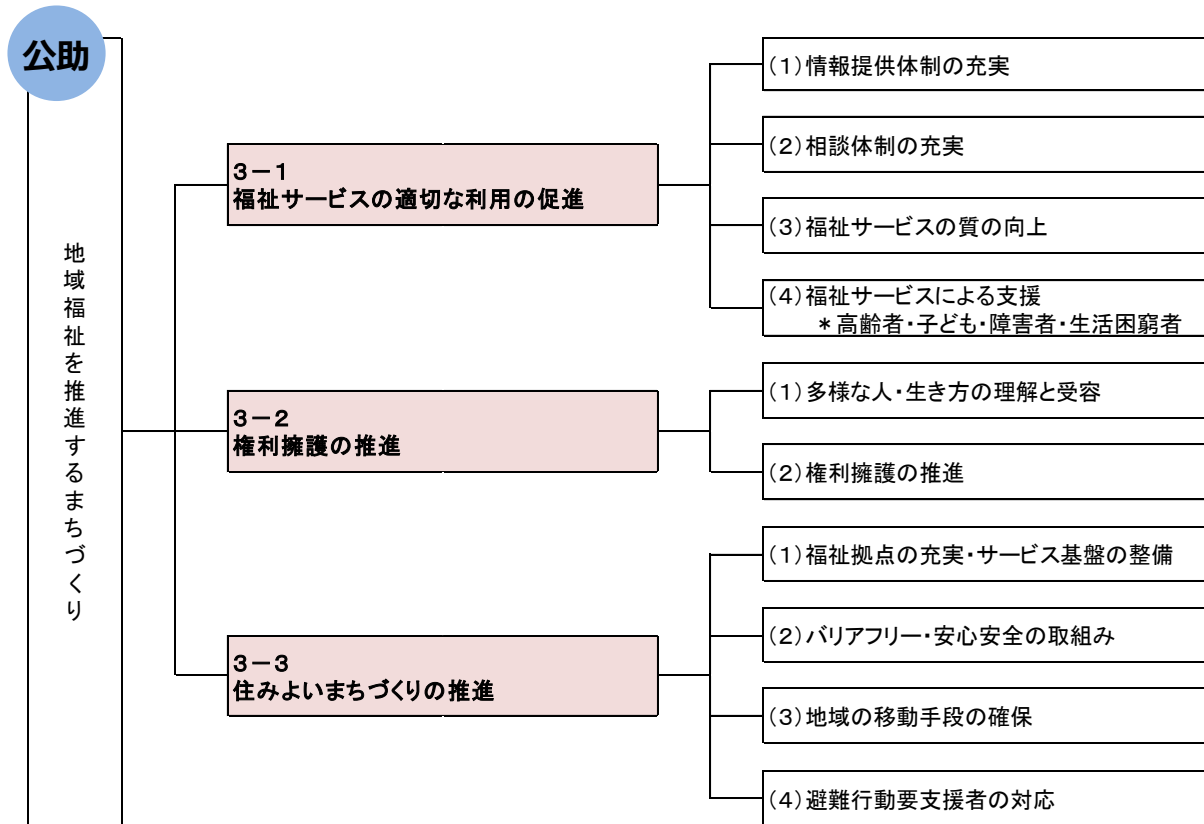 公助
地域福祉を推進するまちづくり
3－1
福祉サービスの適切な利用の促進
(1)情報提供体制の充実
(2)相談体制の充実
(3)福祉サービスの質の向上
(4)福祉サービスによる支援
＊高齢者・子ども・障害者・生活困窮者
3－2
権利擁護の推進
(1)多様な人・生き方の理解と受容
(2)権利擁護の推進
3－3
住みよいまちづくりの推進
(1)福祉拠点の充実・サービス基盤の整備
(2)バリアフリー・安心安全の取組み
(3)地域の移動手段の確保
(4)避難行動要支援者の対応